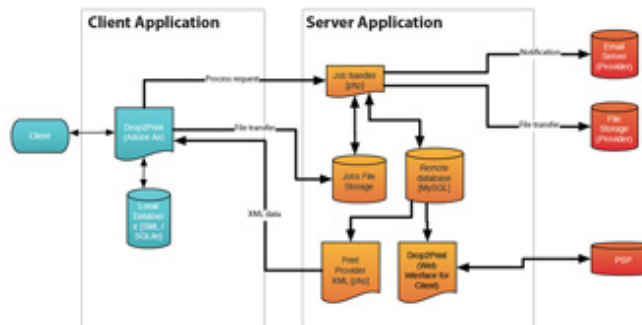 Client Application
Server Application
Client
Drop2Print
(Adobe Air)
Local
Databas
e [SML /
SQLite]
Process request
File transfer
XML data
Job handler
[php]
Jobs File
Storage
Remote
database
[MySQL]
Print
Provider
XML [php]
Drop2Print
(Web
Interface for
Client)
Notification
File transfer
Email
Server
(Provider)
File
Storage
(Provider)
PSP